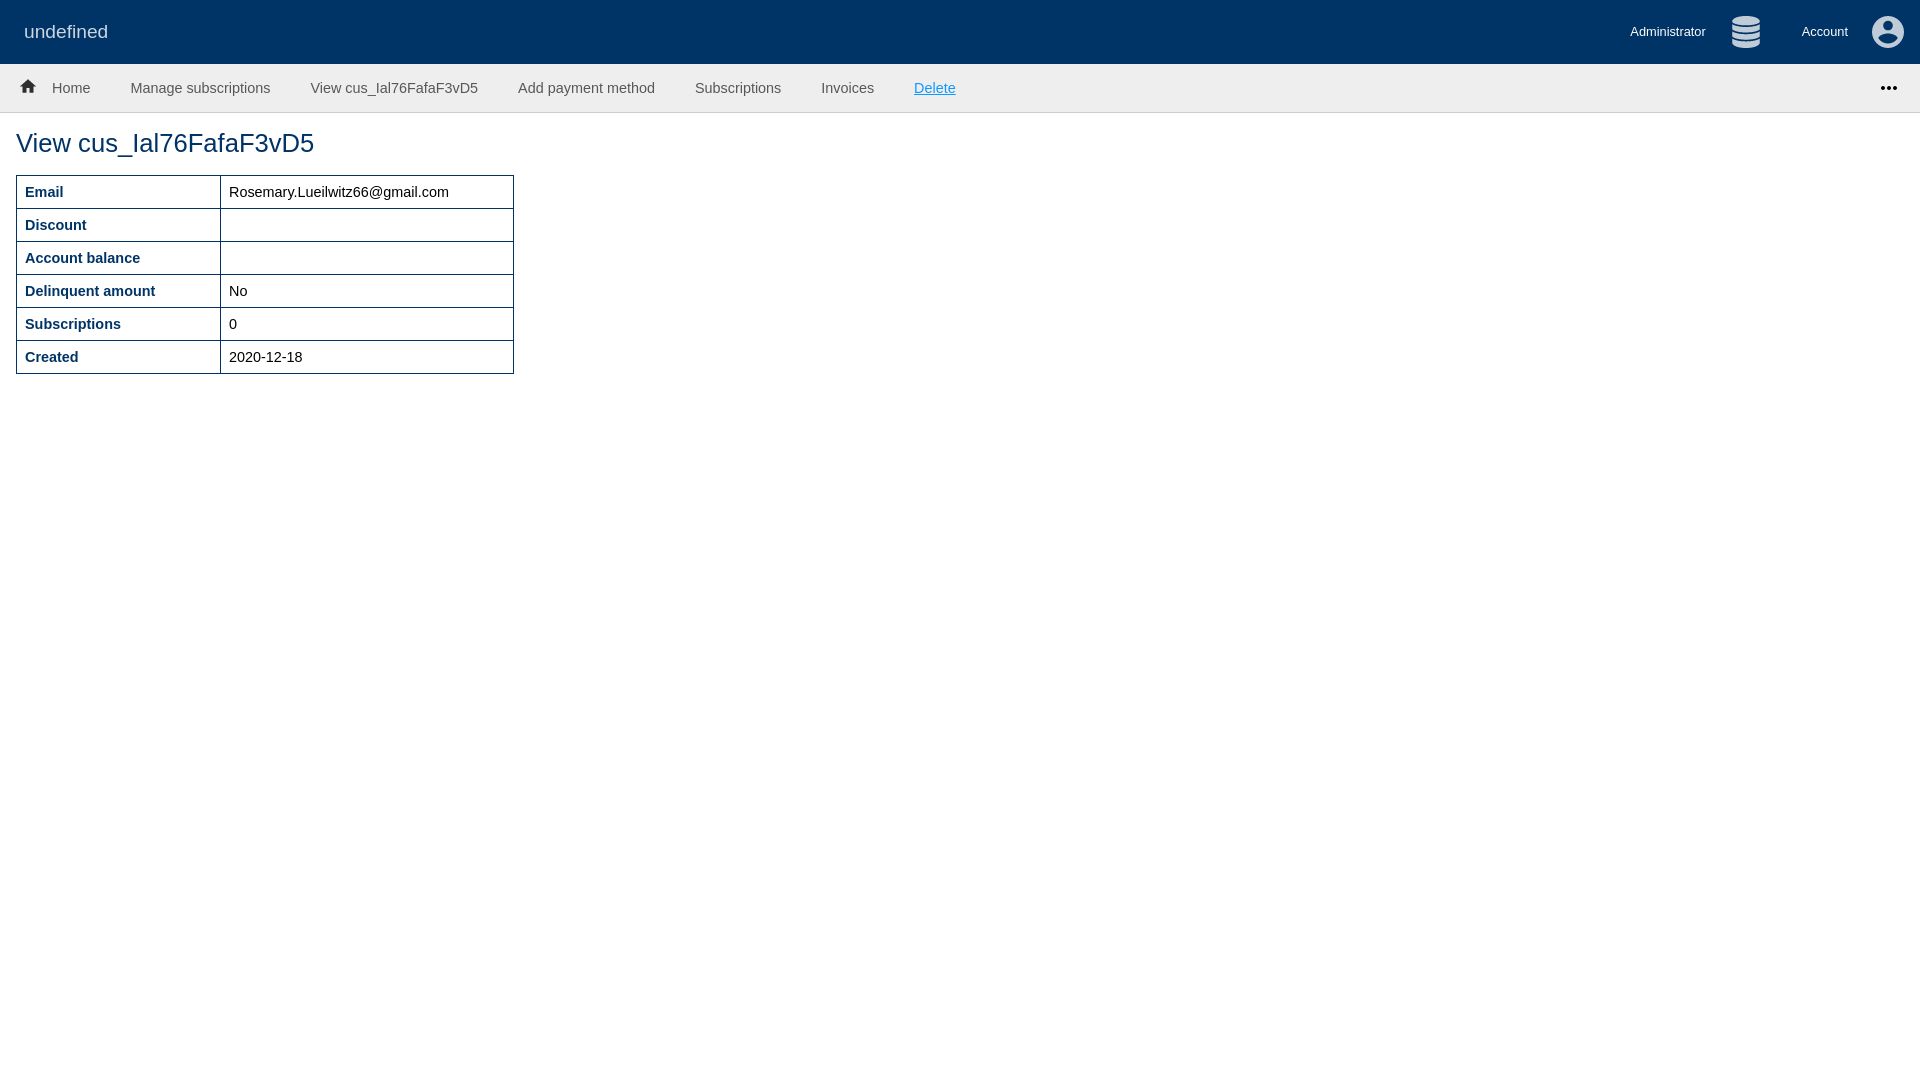 undefined
Administrator
Account
Home
Manage subscriptions
View cus_Ial76FafaF3vD5
Add payment method
Subscriptions
Invoices
Delete
View cus_Ial76FafaF3vD5
Email Rosemary.Lueilwitz66@gmail.com
Discount
Account balance
Delinquent amount No
Subscriptions 0
Created 2020-12-18